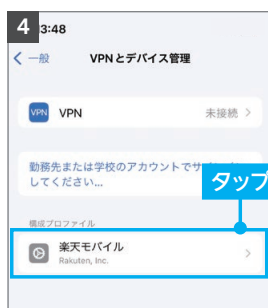 4
3:48
一般
VPNとデバイス管理
VPN VPN 未接続
勤務先または学校のアカウントでサ
してください...
タップ
構成プロファイル
楽天モバイル
Rakuten, Inc.